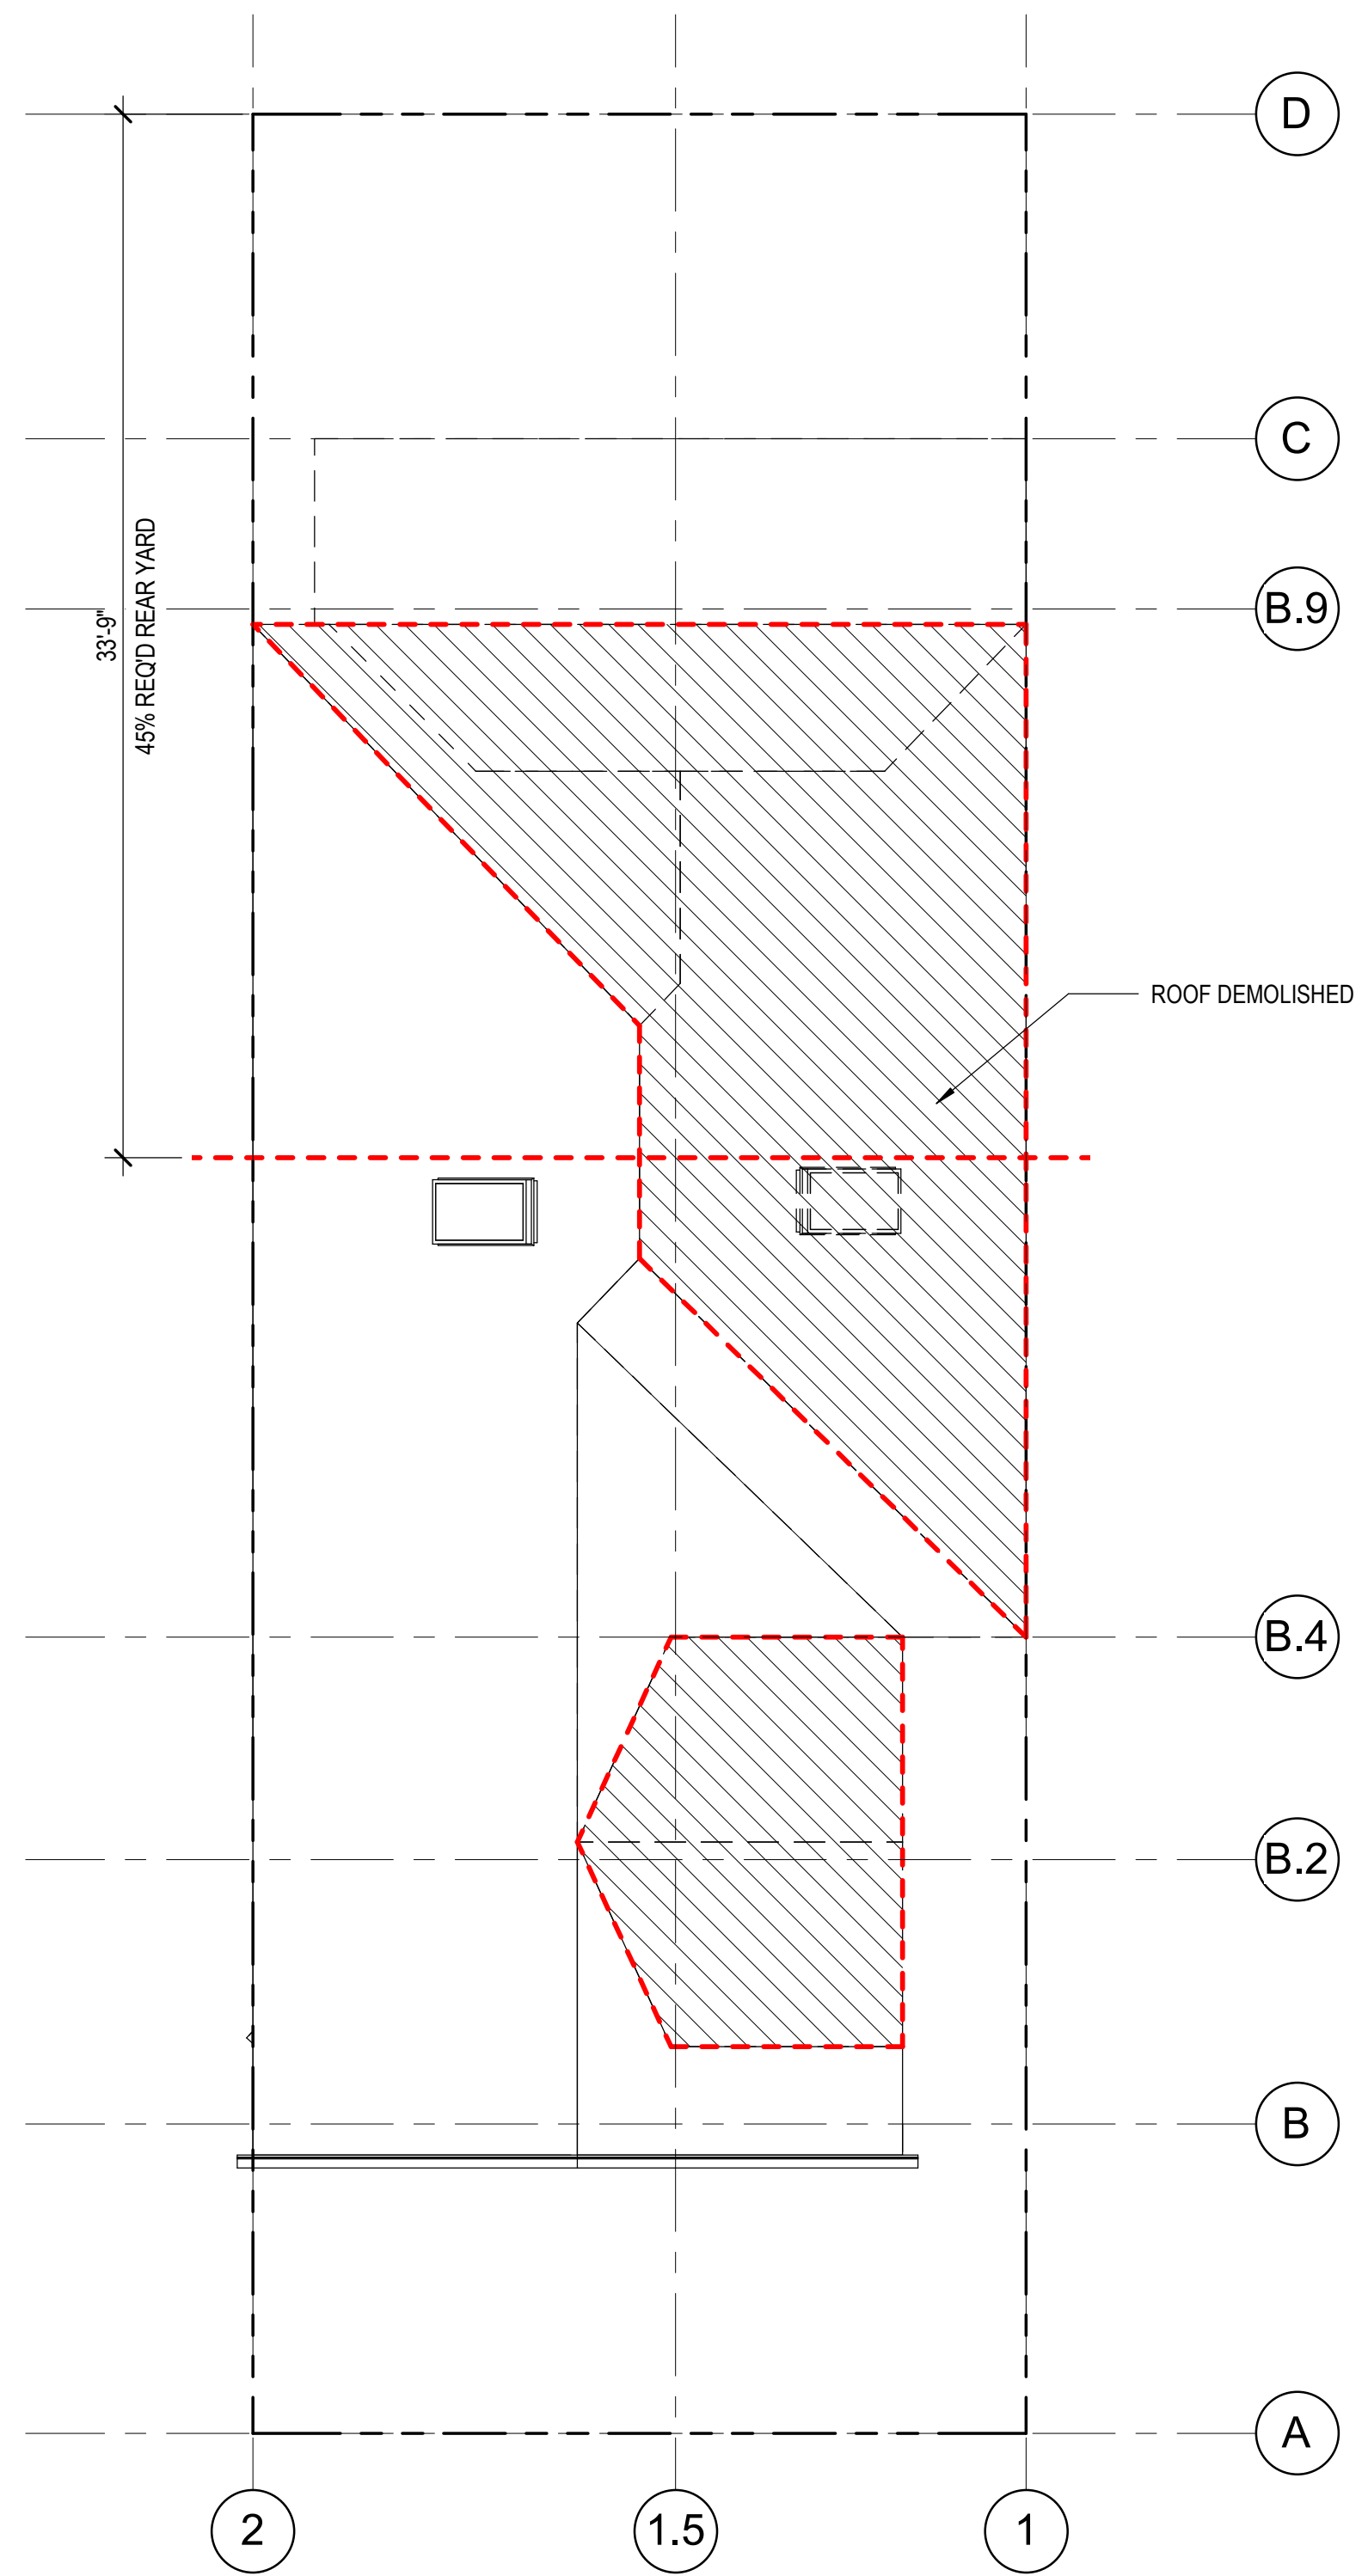 D
C
B.9
33'-9"
45% REQ'D REAR YARD
ROOF DEMOLISHED
B.4
B.2
B
A
2
1.5
1